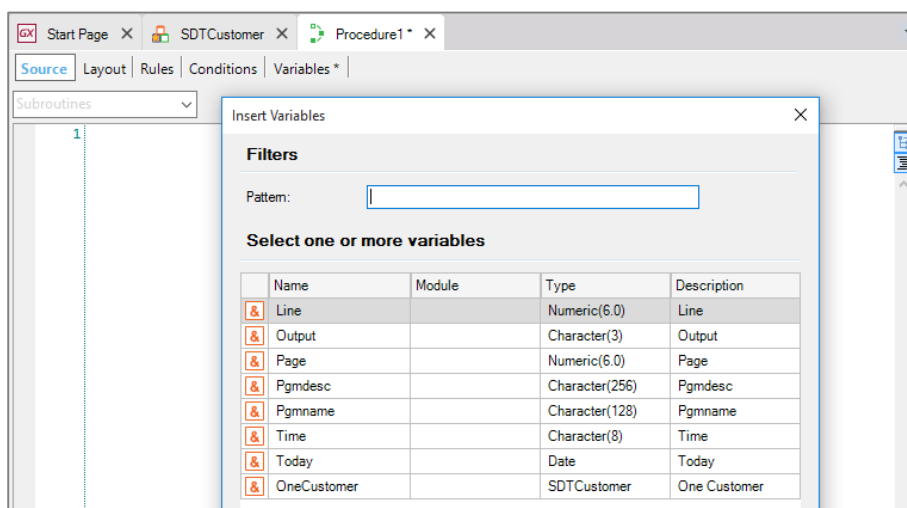 GX Start Page SDTCustomer Procedure1 *
Source Layout Rules Conditions Variables *
Subroutines
Insert Variables
1
Filters
Pattern:
Select one or more variables
Name Module Type Description
& Line Numeric(6.0) Line
& Output Character(3) Output
& Page Numeric(6.0) Page
& Pgmdesc Character(256) Pgmdesc
& Pgmname Character(128) Pgmname
& Time Character(8) Time
& Today Date Today
& OneCustomer SDTCustomer One Customer